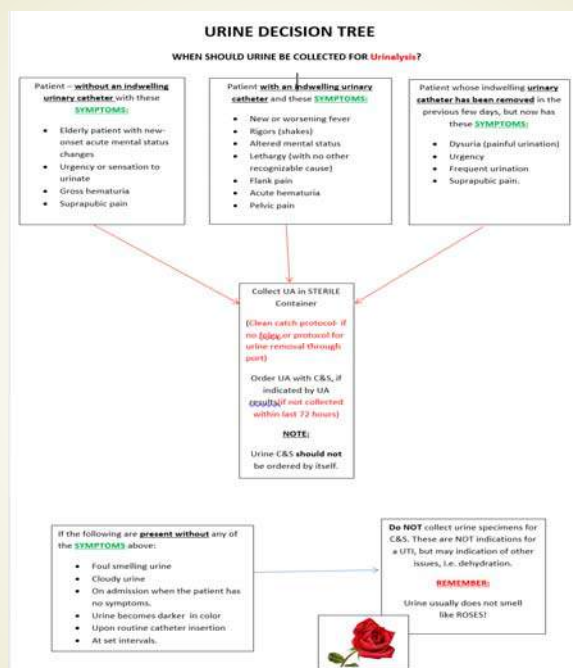 URINE DECISION TREE
WHEN SHOULD URINE BE COLLECTED FOR Urinalysis?
Patient – without an indwelling
urinary catheter with these
SYMPTOMS:
• Elderly patient with new-
onset acute mental status
changes
• Urgency or sensation to
urinate
• Gross hematuria
• Suprapubic pain
Patient with an indwelling urinary
catheter and these SYMPTOMS:
• New or worsening fever
• Rigors (shakes)
• Altered mental status
• Lethargy (with no other
recognizable cause)
• Flank pain
• Acute hematuria
• Pelvic pain
Patient whose indwelling urinary
catheter has been removed in the
previous few days, but now has
these SYMPTOMS:
• Dysuria (painful urination)
• Urgency
• Frequent urination
• Suprapubic pain.
Collect UA in STERILE
Container
(Clean catch protocol- if
no foley or protocol for
urine removal through
port)
Order UA with C&S, if
indicated by UA
results(if not collected
within last 72 hours)
NOTE:
Urine C&S should not
be ordered by itself.
If the following are present without any of
the SYMPTOMS above:
• Foul smelling urine
• Cloudy urine
• On admission when the patient has
no symptoms.
• Urine becomes darker in color
• Upon routine catheter insertion
• At set intervals.
Do NOT collect urine specimens for
C&S. These are NOT indications for
a UTI, but may indication of other
issues, i.e. dehydration.
REMEMBER:
Urine usually does not smell
like ROSES!